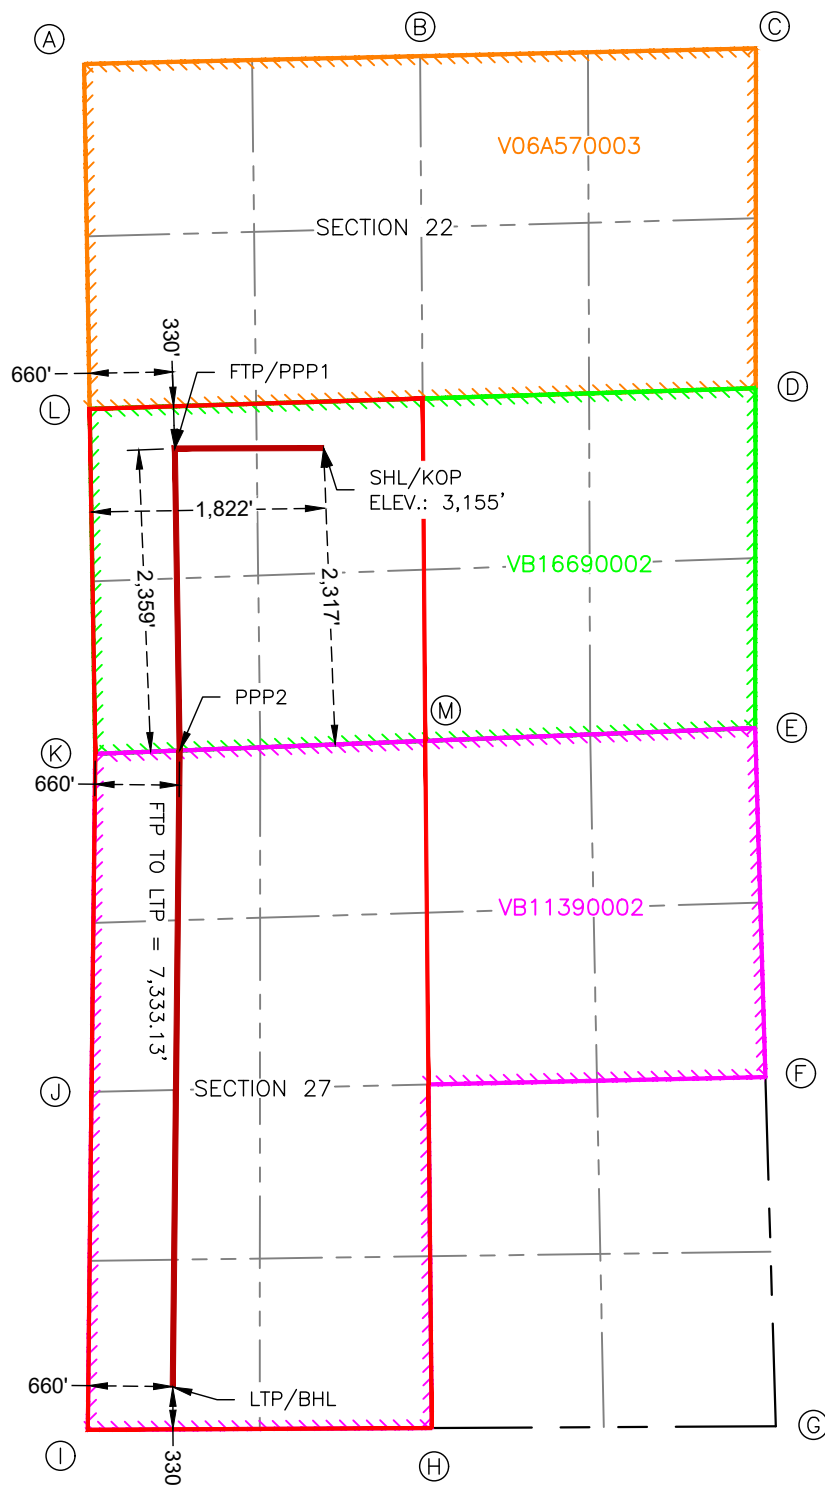 A
B
C
V06A570003
SECTION 22
330'
660'
FTP/PPP1
D
L
SHL/KOP
ELEV.: 3,155'
1,822'
2,359'
2,317'
VB16690002
PPP2
M
E
K
660'
FTP TO LTP = 7,333.13'
VB11390002
J
SECTION 27
F
660'
LTP/BHL
I
330
H
G